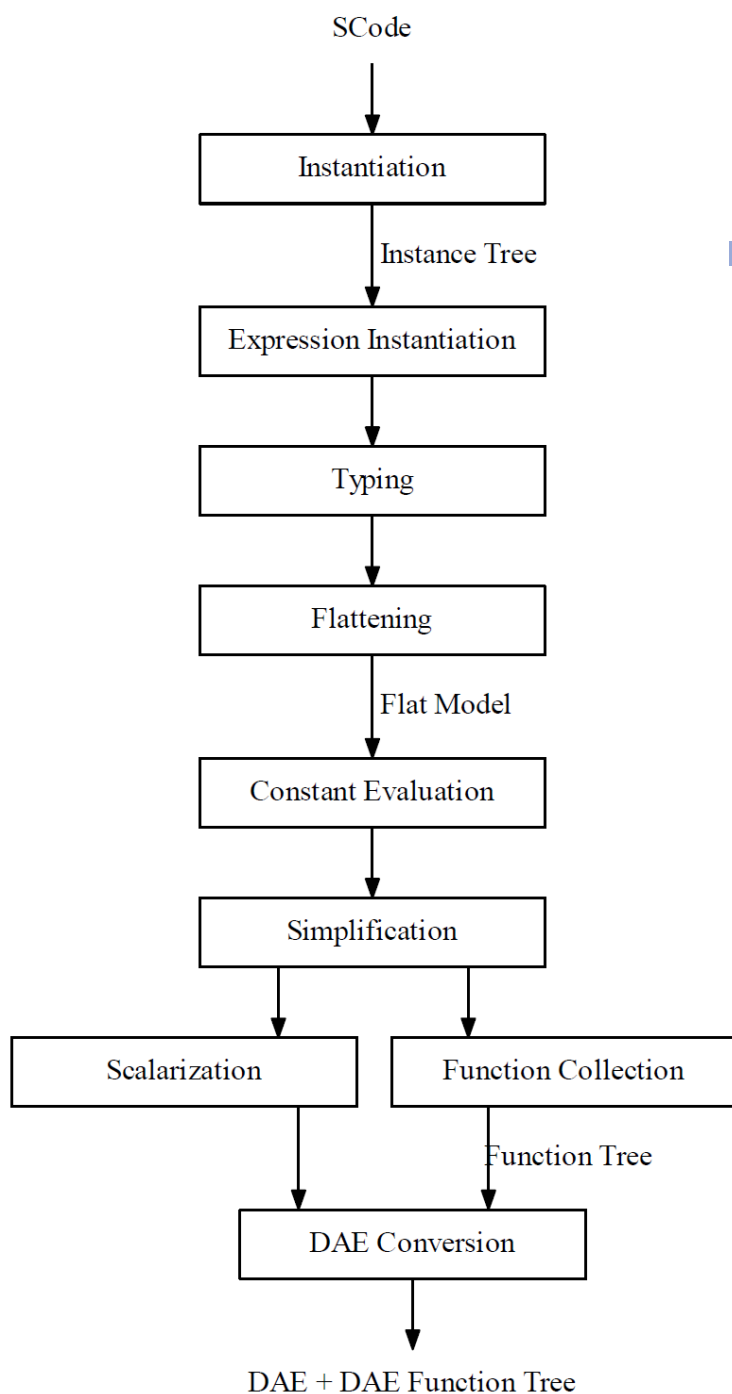 SCode
Instantiation
Instance Tree
Expression Instantiation
Typing
Flattening
Flat Model
Constant Evaluation
Simplification
Scalarization
Function Collection
Function Tree
DAE Conversion
DAE + DAE Function Tree